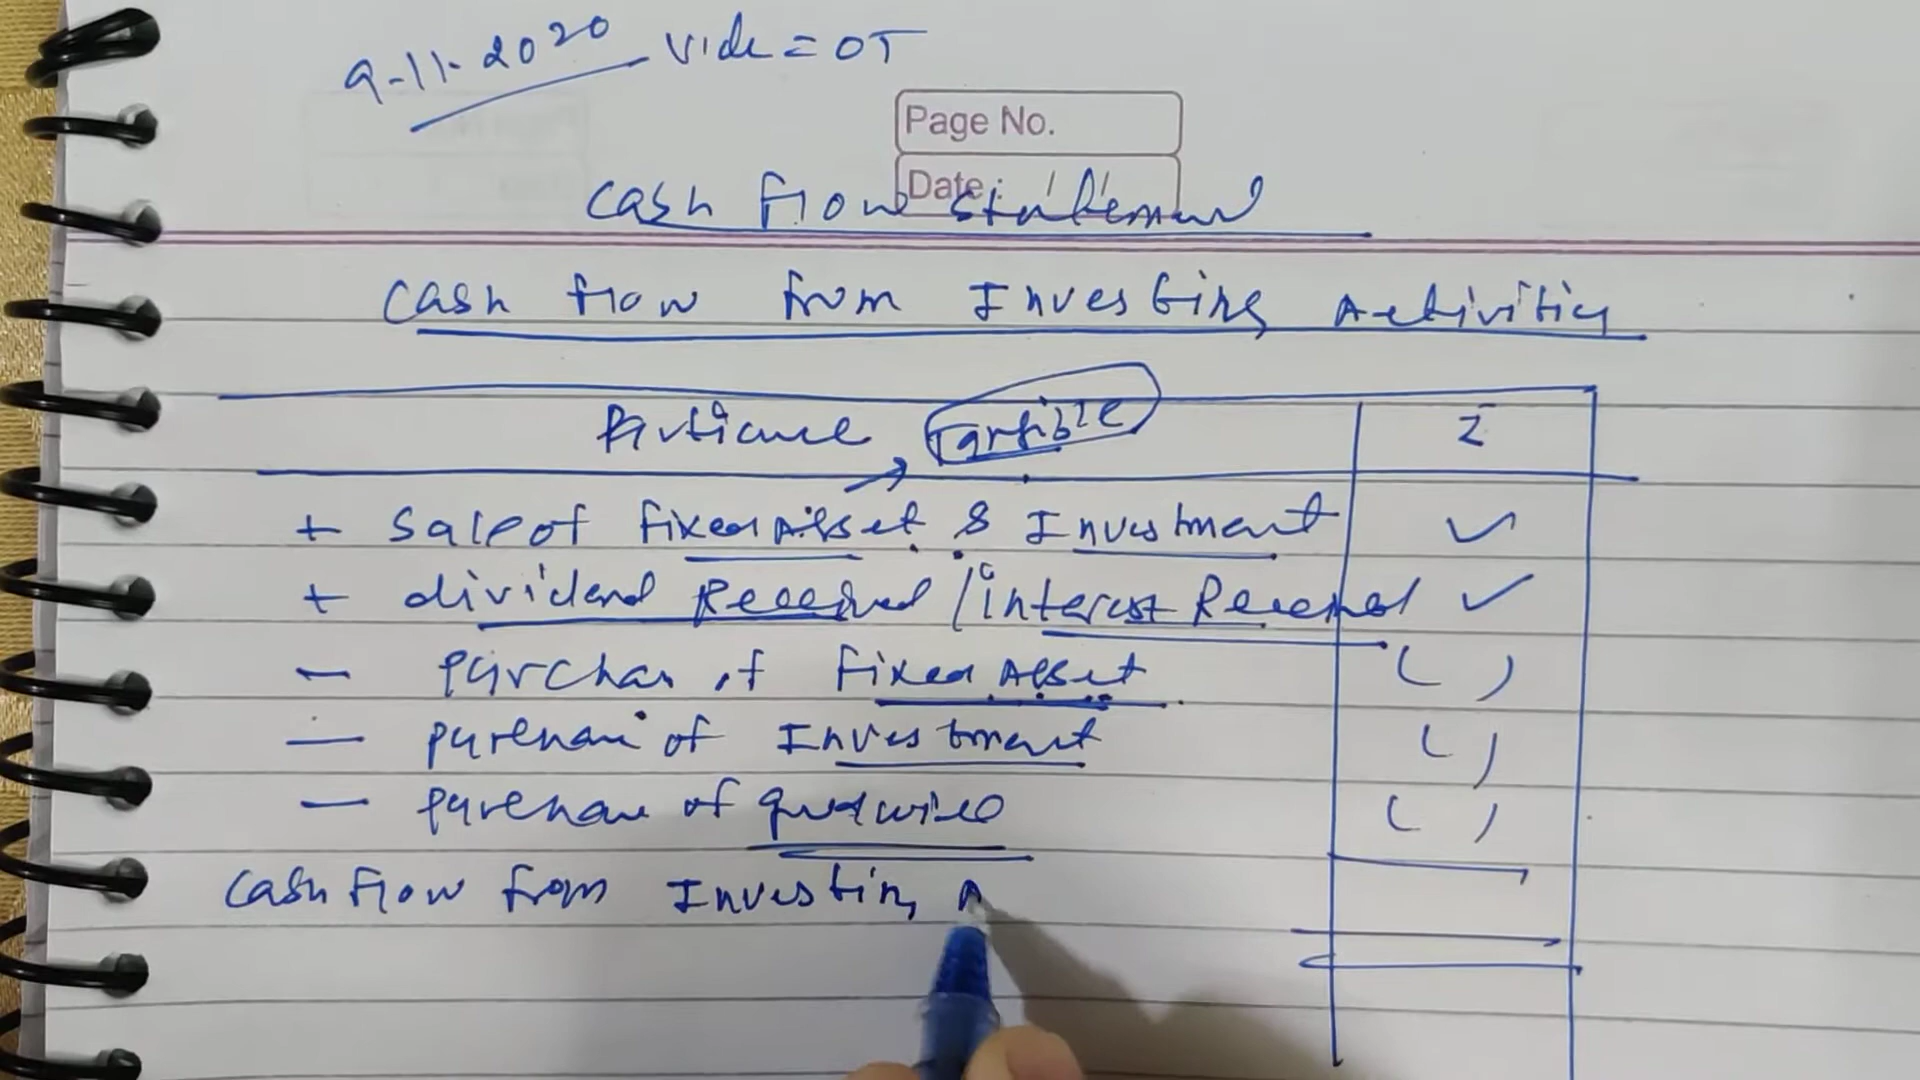 9-11-2020 vide = 07
Page No.
Date :
Cash flow statement
Cash flow from Investing Activities
Tangible
+ Sale of fixed Asset & Investment
+ dividend Received / interest Received
- purchase of fixed Asset ( )
- purchase of Investment ( )
- purchase of goodwill ( )
Cash flow from Investing A